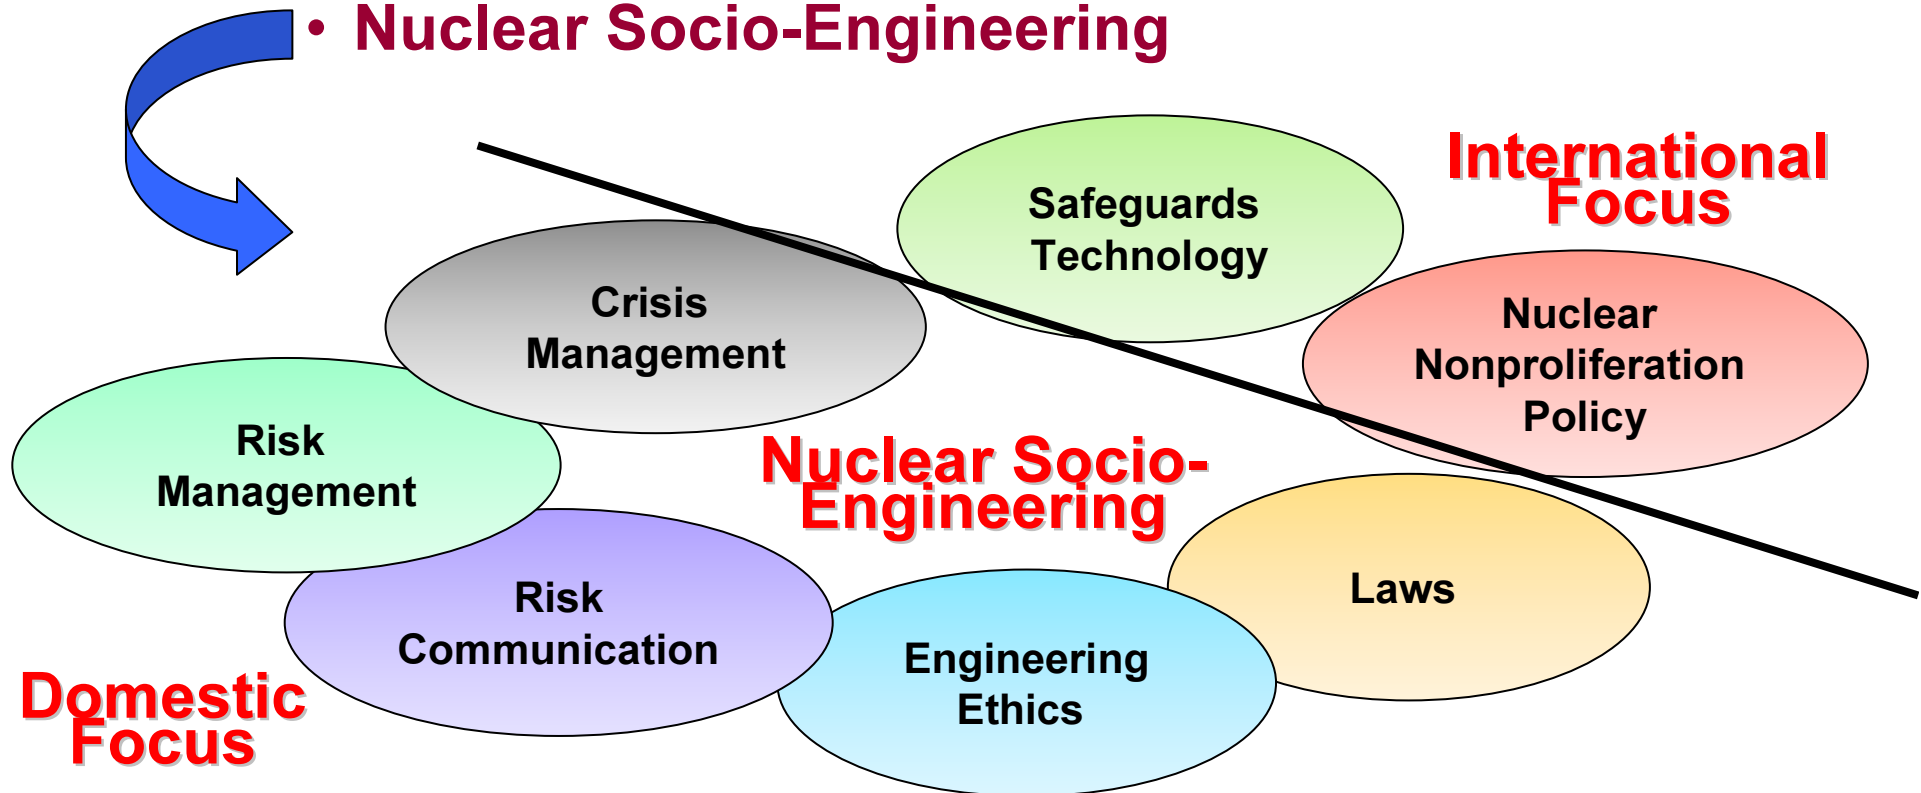 • Nuclear Socio-Engineering
International
Focus
Safeguards
Technology
Crisis
Management
Nuclear
Nonproliferation
Policy
Risk
Management
Nuclear Socio-
Engineering
Laws
Risk
Communication
Engineering
Ethics
Domestic
Focus